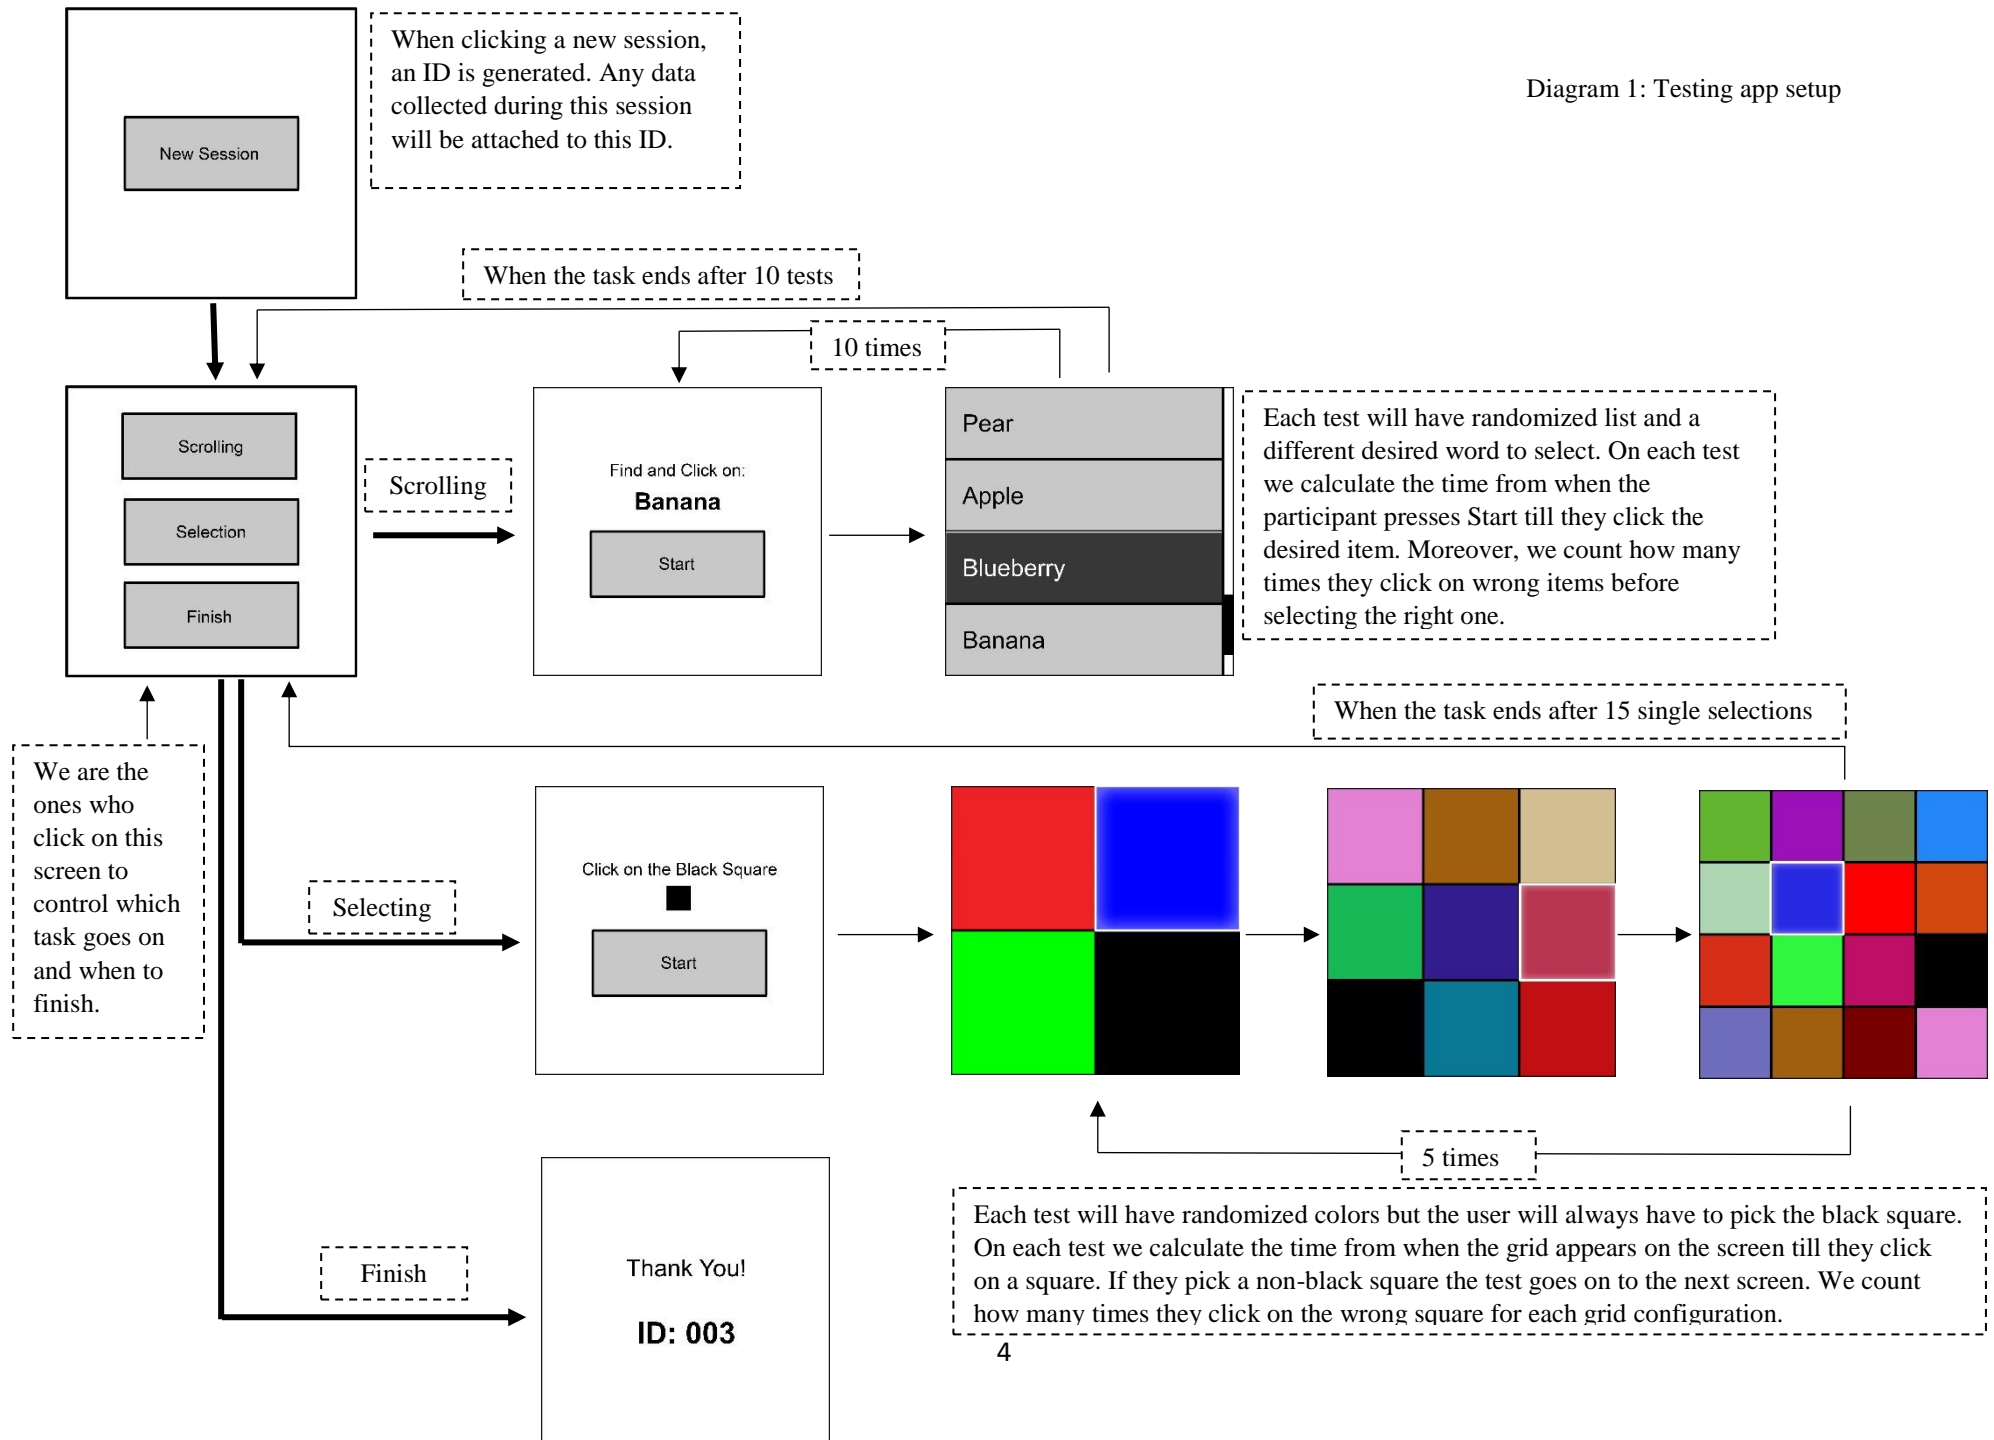 New Session
When clicking a new session,
an ID is generated. Any data
collected during this session
will be attached to this ID.
Diagram 1: Testing app setup
When the task ends after 10 tests
10 times
Scrolling
Selection
Finish
Scrolling
Find and Click on:
Banana
Start
Pear
Apple
Blueberry
Banana
Each test will have randomized list and a
different desired word to select. On each test
we calculate the time from when the
participant presses Start till they click the
desired item. Moreover, we count how many
times they click on wrong items before
selecting the right one.
When the task ends after 15 single selections
We are the
ones who
click on this
screen to
control which
task goes on
and when to
finish.
Selecting
Click on the Black Square
Start
5 times
Each test will have randomized colors but the user will always have to pick the black square.
On each test we calculate the time from when the grid appears on the screen till they click
on a square. If they pick a non-black square the test goes on to the next screen. We count
how many times they click on the wrong square for each grid configuration.
Finish
Thank You!
ID: 003
4